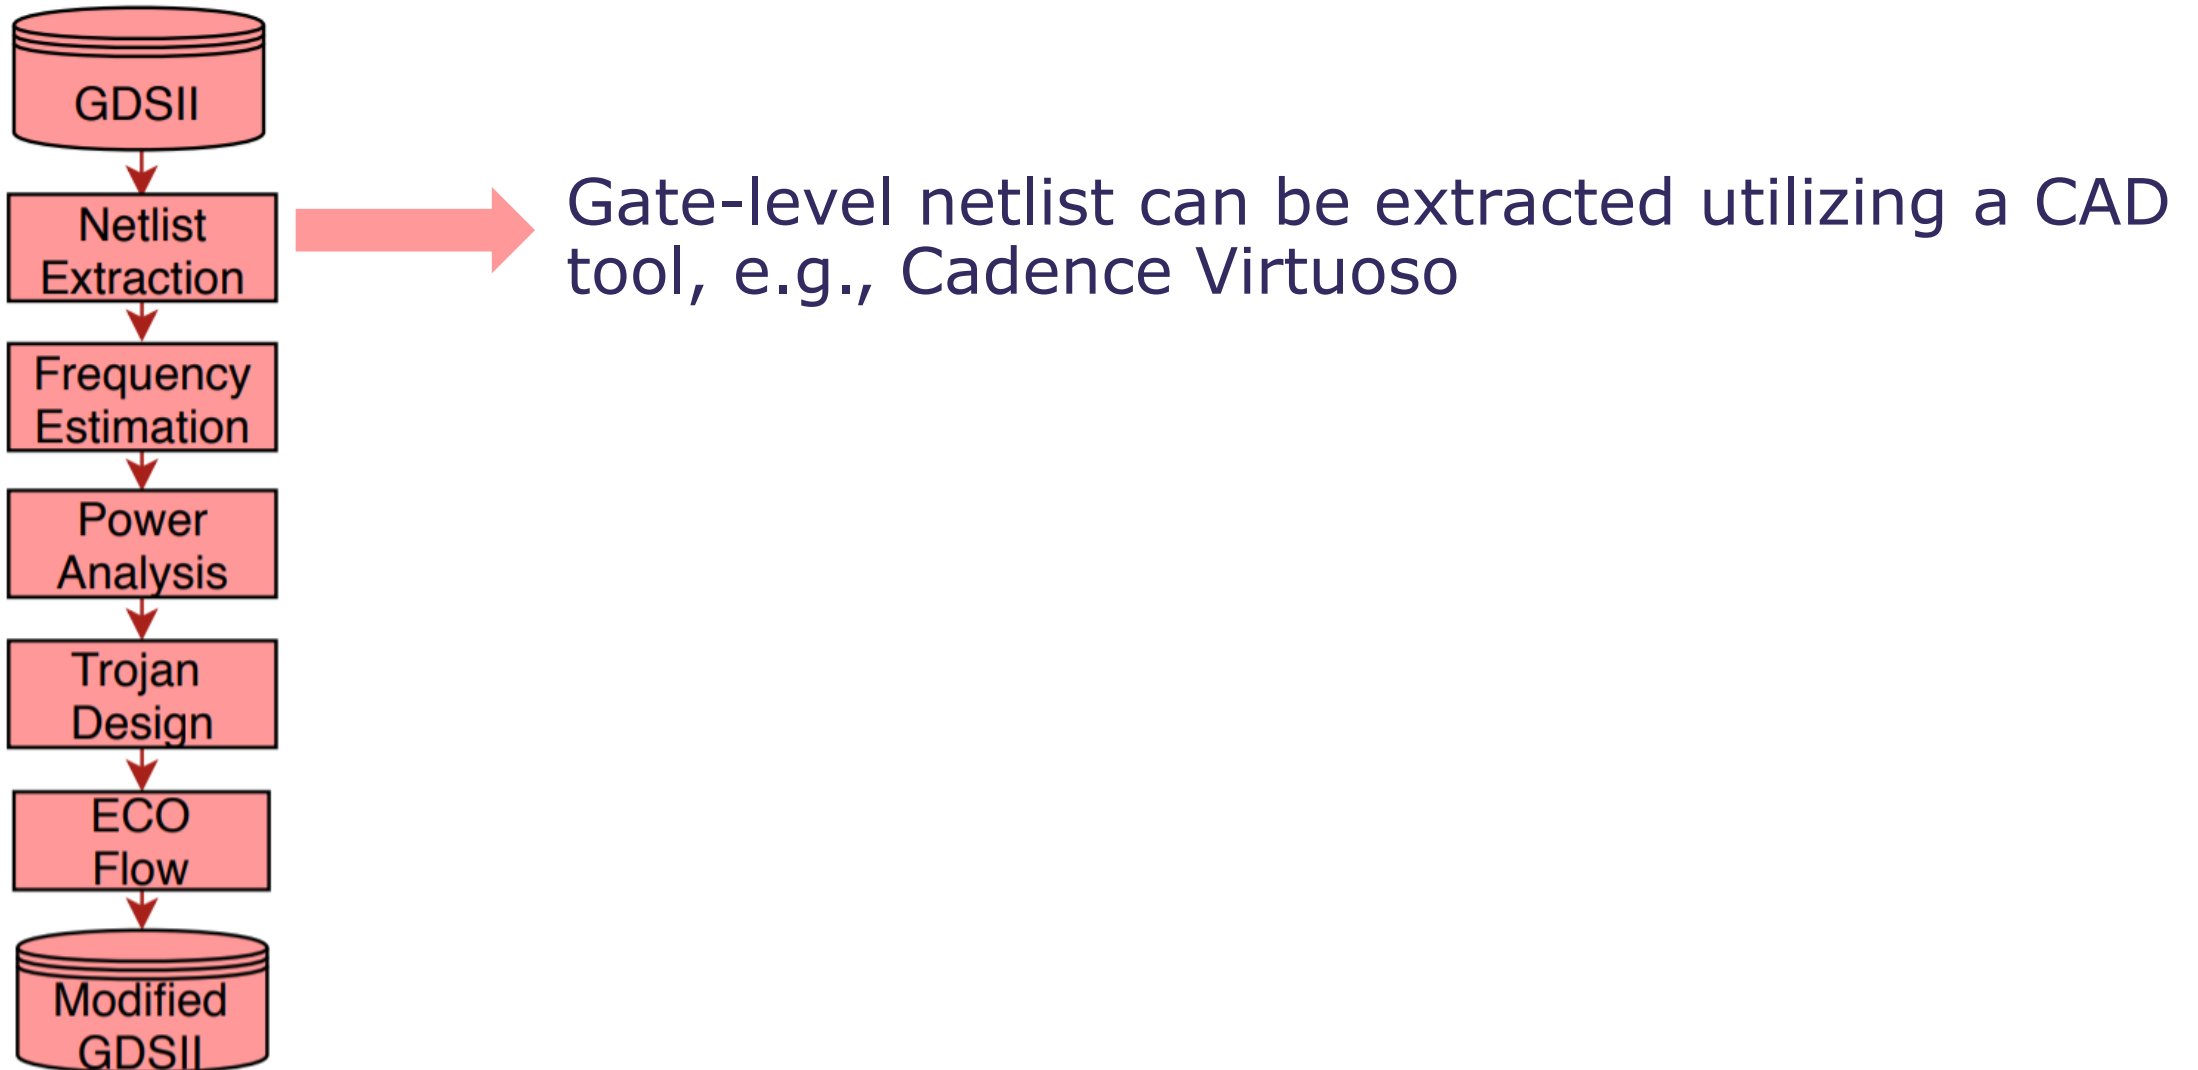 GDSII
Netlist
Extraction
Gate-level netlist can be extracted utilizing a CAD
tool, e.g., Cadence Virtuoso
Frequency
Estimation
Power
Analysis
Trojan
Design
ECO
Flow
Modified
GDSII